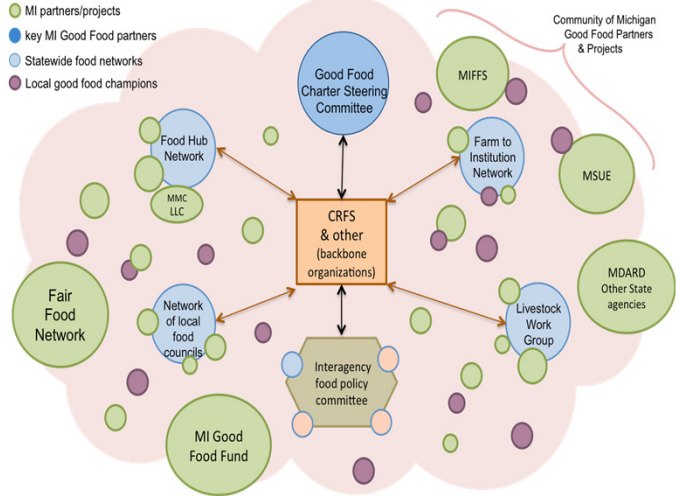 MI partners/projects
key MI Good Food partners
Statewide food networks
Local good food champions
Community of Michigan
Good Food Partners
& Projects
Good Food
Charter Steering
Committee
MIFFS
Food Hub
Network
MMC
LLC
Farm to
Institution
Network
MSUE
CRFS
& other
(backbone
organizations)
MDARD
Other State
agencies
Fair
Food
Network
Network
of local
food
councils
Livestock
Work
Group
Interagency
food policy
committee
MI Good
Food Fund